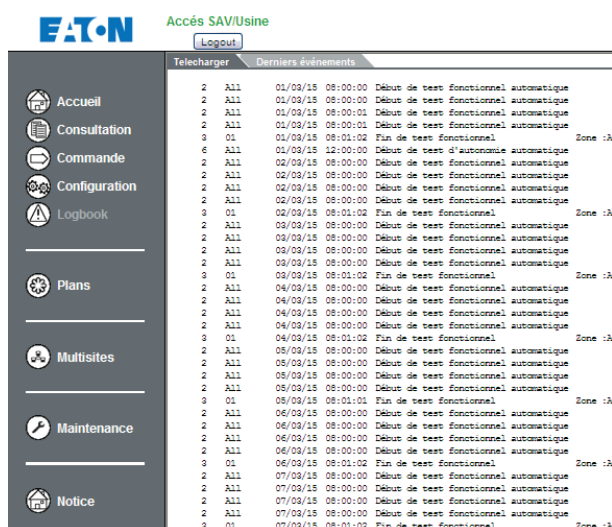 EATON
Accés SAV/Usine
Logout
Telecharger
Derniers événements
Accueil
Consultation
Commande
Configuration
Logbook
Plans
Multisites
Maintenance
Notice
2 All 01/03/15 08:00:00 Début de test fonctionnel automatique
2 All 01/03/15 08:00:00 Début de test fonctionnel automatique
2 All 01/03/15 08:00:01 Début de test fonctionnel automatique
2 All 01/03/15 08:00:01 Début de test fonctionnel automatique
3 01 01/03/15 08:01:02 Fin de test fonctionnel Zone :A
6 All 01/03/15 12:00:00 Début de test d'autonomie automatique
2 All 02/03/15 08:00:00 Début de test fonctionnel automatique
2 All 02/03/15 08:00:00 Début de test fonctionnel automatique
2 All 02/03/15 08:00:00 Début de test fonctionnel automatique
2 All 02/03/15 08:00:00 Début de test fonctionnel automatique
3 01 02/03/15 08:01:02 Fin de test fonctionnel Zone :A
2 All 03/03/15 08:00:00 Début de test fonctionnel automatique
2 All 03/03/15 08:00:00 Début de test fonctionnel automatique
2 All 03/03/15 08:00:00 Début de test fonctionnel automatique
2 All 03/03/15 08:00:00 Début de test fonctionnel automatique
3 01 03/03/15 08:01:02 Fin de test fonctionnel Zone :A
2 All 04/03/15 08:00:00 Début de test fonctionnel automatique
2 All 04/03/15 08:00:00 Début de test fonctionnel automatique
2 All 04/03/15 08:00:00 Début de test fonctionnel automatique
2 All 04/03/15 08:00:00 Début de test fonctionnel automatique
3 01 04/03/15 08:01:02 Fin de test fonctionnel Zone :A
2 All 05/03/15 08:00:00 Début de test fonctionnel automatique
2 All 05/03/15 08:00:00 Début de test fonctionnel automatique
2 All 05/03/15 08:00:00 Début de test fonctionnel automatique
2 All 05/03/15 08:00:00 Début de test fonctionnel automatique
3 01 05/03/15 08:01:01 Fin de test fonctionnel Zone :A
2 All 06/03/15 08:00:00 Début de test fonctionnel automatique
2 All 06/03/15 08:00:00 Début de test fonctionnel automatique
2 All 06/03/15 08:00:00 Début de test fonctionnel automatique
2 All 06/03/15 08:00:00 Début de test fonctionnel automatique
3 01 06/03/15 08:01:02 Fin de test fonctionnel Zone :A
2 All 07/03/15 08:00:00 Début de test fonctionnel automatique
2 All 07/03/15 08:00:00 Début de test fonctionnel automatique
2 All 07/03/15 08:00:00 Début de test fonctionnel automatique
2 All 07/03/15 08:00:00 Début de test fonctionnel automatique
3 01 07/03/15 08:01:03 Fin de test fonctionnel Zone :A